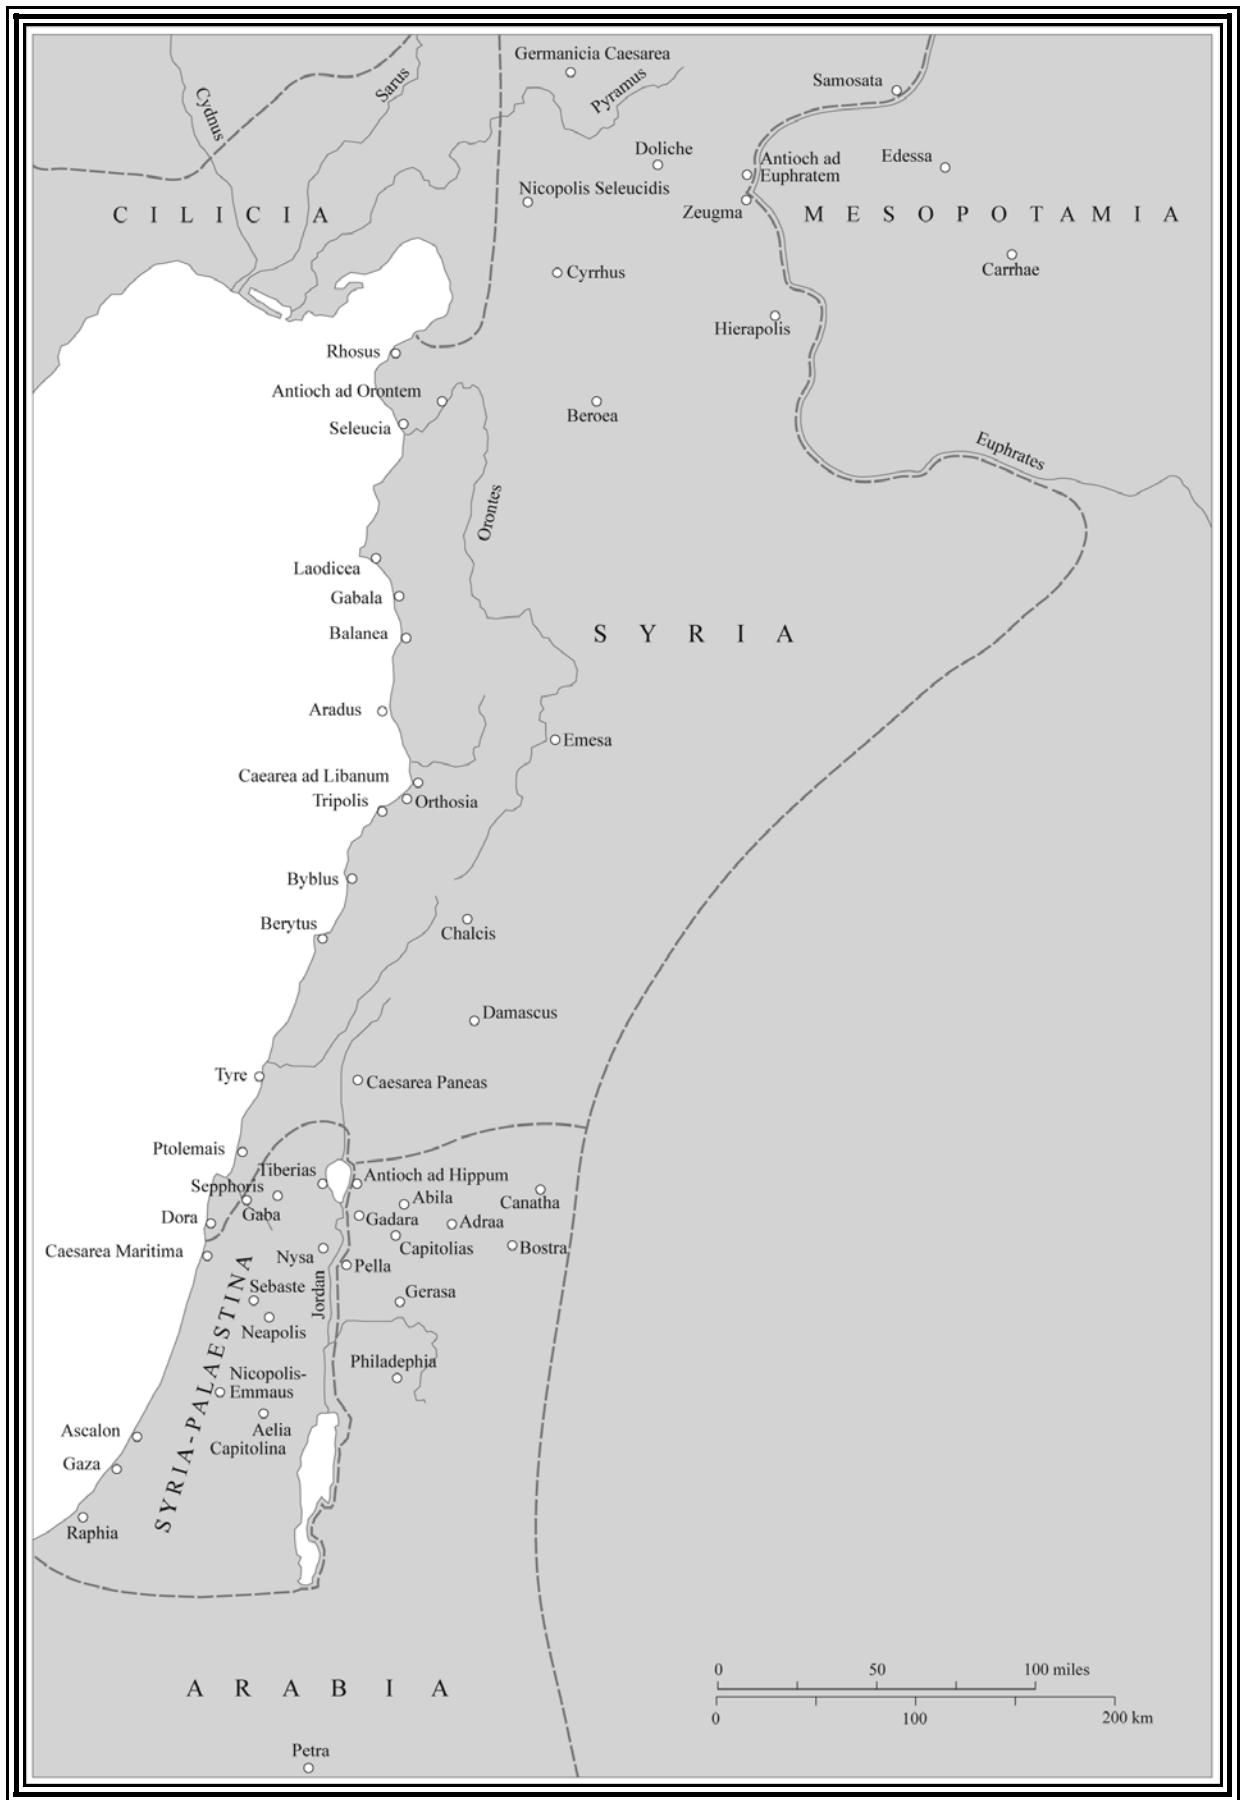 Germanicia Caesarea
Samosata
Sarus
Pyramus
Cydnus
Doliche
Antioch ad
Euphratem
Edessa
Nicopolis Seleucidis
Zeugma
CILICIA
MESOPOTAMIA
Cyrrhus
Carrhae
Hierapolis
Rhosus
Antioch ad Orontem
Beroea
Seleucia
Euphrates
Orontes
Laodicea
Gabala
Balanea
SYRIA
Aradus
Emesa
Caearea ad Libanum
Tripolis
Orthosia
Byblus
Berytus
Chalcis
Damascus
Tyre
Caesarea Paneas
Ptolemais
Tiberias
Antioch ad Hippum
Sepphoris
Abila
Canatha
Gaba
Dora
Gadara
Adraa
Caesarea Maritima
Capitolias
Bostra
Nysa
Pella
Sebaste
Jordan
Gerasa
Neapolis
SYRIA-PALAESTINA
Philadephia
Nicopolis-
Emmaus
Ascalon
Aelia
Capitolina
Gaza
Raphia
ARABIA
Petra
0 50 100 miles
0 100 200 km